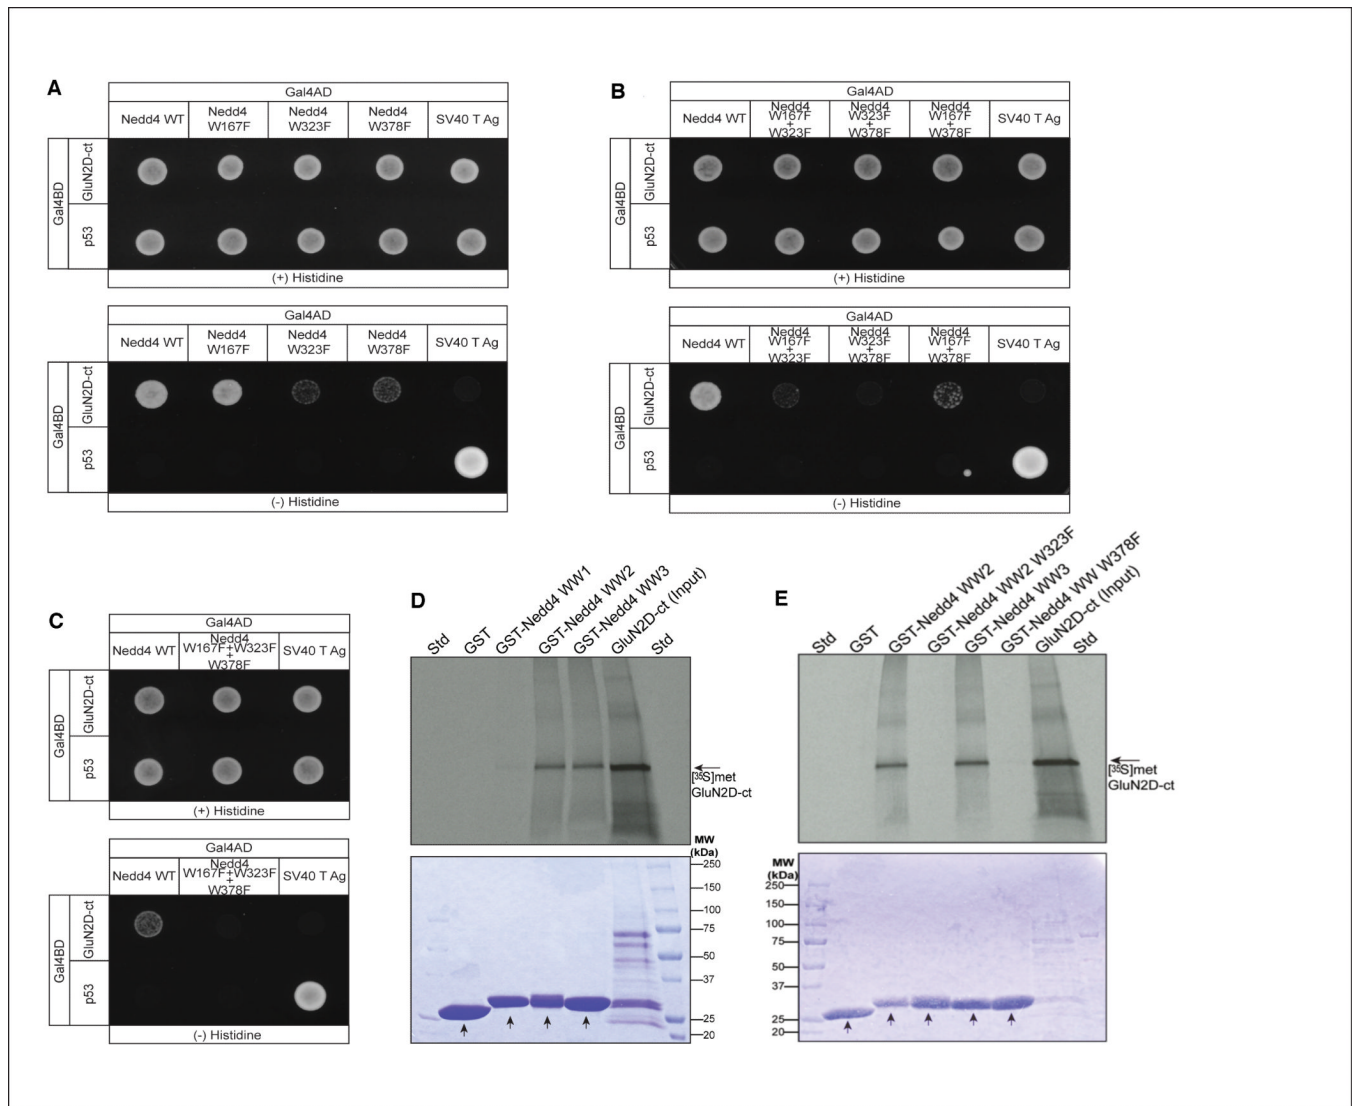 A
Gal4AD
Nedd4 WT
Nedd4 W167F
Nedd4 W323F
Nedd4 W378F
SV40 T Ag
Gal4BD
GluN2D-ct
p53
(+) Histidine
Gal4AD
Nedd4 WT
Nedd4 W167F
Nedd4 W323F
Nedd4 W378F
SV40 T Ag
Gal4BD
GluN2D-ct
p53
(-) Histidine
B
Gal4AD
Nedd4 WT
Nedd4 W167F + W323F
Nedd4 W323F + W378F
Nedd4 W167F + W378F
SV40 T Ag
Gal4BD
GluN2D-ct
p53
(+) Histidine
Gal4AD
Nedd4 WT
Nedd4 W167F + W323F
Nedd4 W323F + W378F
Nedd4 W167F + W378F
SV40 T Ag
Gal4BD
GluN2D-ct
p53
(-) Histidine
C
Gal4AD
Nedd4 WT
Nedd4 W167F+W323F + W378F
SV40 T Ag
Gal4BD
GluN2D-ct
p53
(+) Histidine
Gal4AD
Nedd4 WT
Nedd4 W167F+W323F + W378F
SV40 T Ag
Gal4BD
GluN2D-ct
p53
(-) Histidine
D
Std
GST
GST-Nedd4 WW1
GST-Nedd4 WW2
GST-Nedd4 WW3
GluN2D-ct (Input)
Std
[35S]met
GluN2D-ct
MW
(kDa)
250
150
100
75
50
37
25
20
E
Std
GST
GST-Nedd4 WW2
GST-Nedd4 WW2 W323F
GST-Nedd4 WW3
GST-Nedd4 WW W378F
GluN2D-ct (Input)
Std
[35S]met
GluN2D-ct
MW
(kDa)
250
150
100
75
50
37
25
20